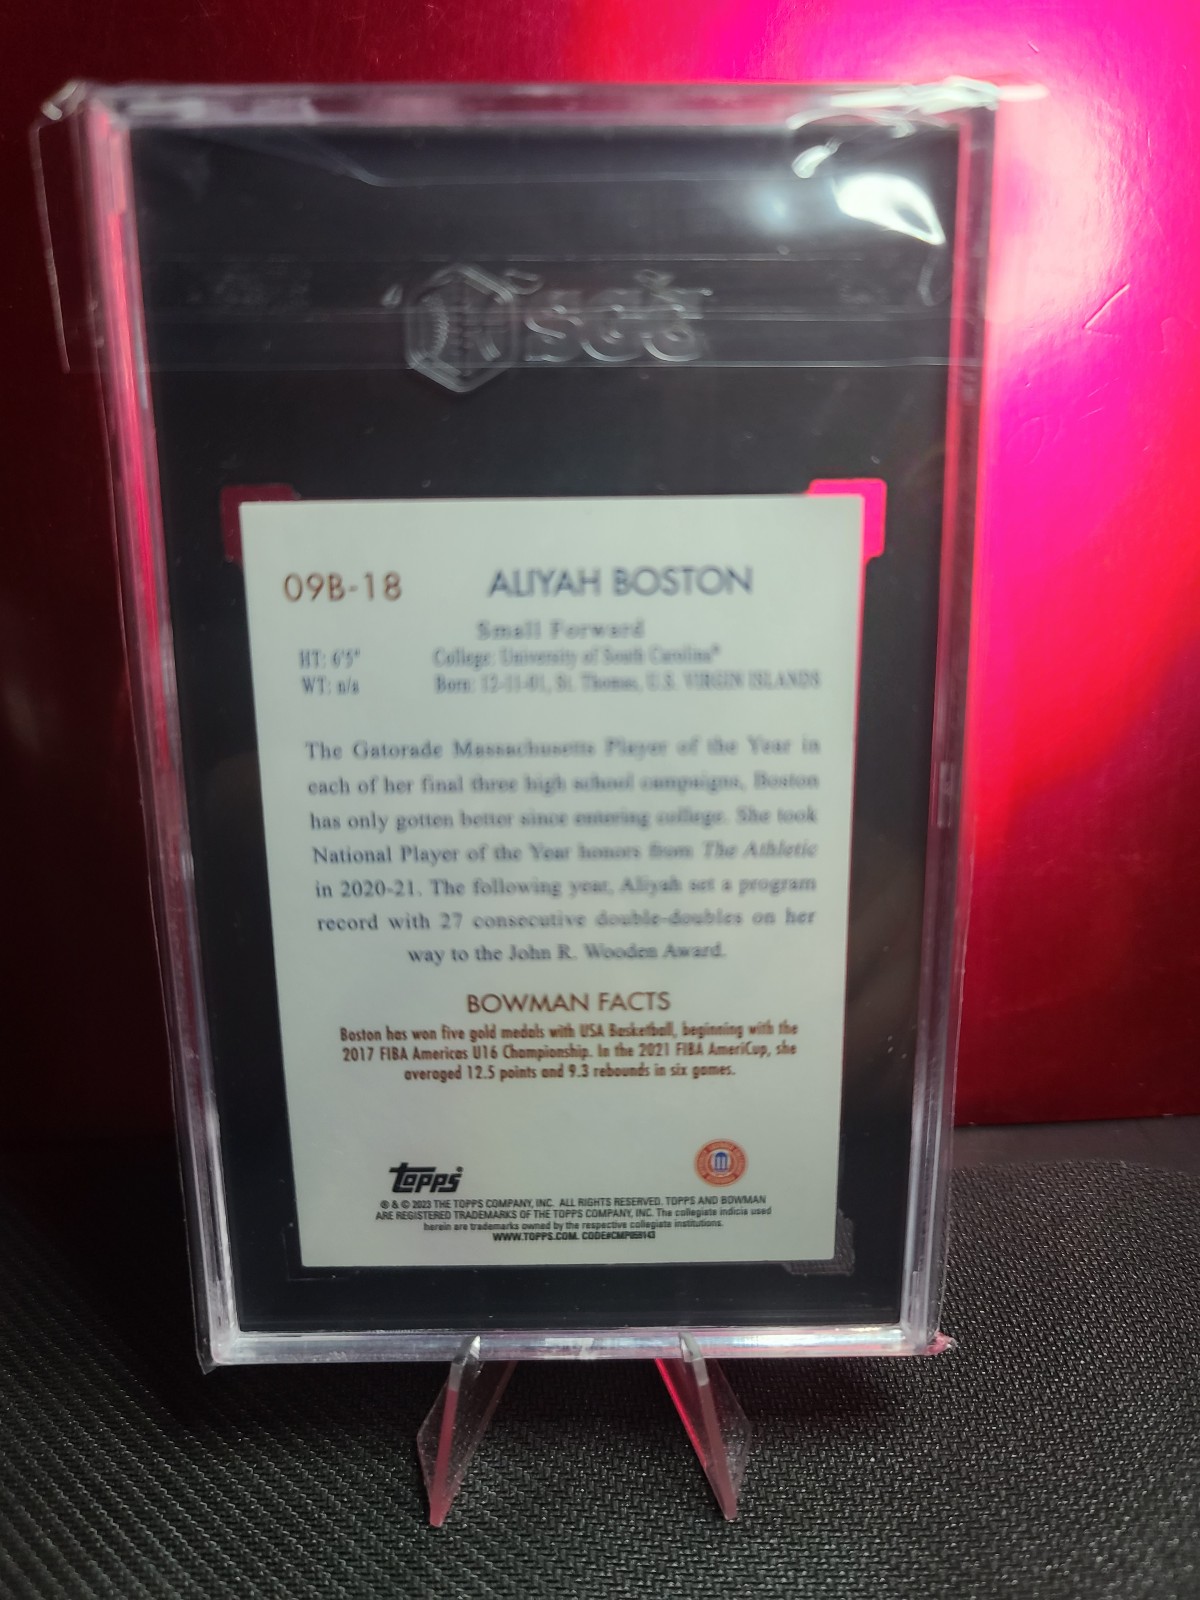 SGC
09B-18 ALIYAH BOSTON
Small Forward
HT: 6'5" College: University of South Carolina®
WT: n/a Born: 12-11-01, St. Thomas, U.S. VIRGIN ISLANDS
The Gatorade Massachusetts Player of the Year in
each of her final three high school campaigns, Boston
has only gotten better since entering college. She took
National Player of the Year honors from The Athletic
in 2020-21. The following year, Aliyah set a program
record with 27 consecutive double-doubles on her
way to the John R. Wooden Award.
BOWMAN FACTS
Boston has won five gold medals with USA Basketball, beginning with the
2017 FIBA Americas U16 Championship. In the 2021 FIBA AmeriCup, she
averaged 12.5 points and 9.3 rebounds in six games.
topps
® & © 2023 THE TOPPS COMPANY, INC. ALL RIGHTS RESERVED. TOPPS AND BOWMAN
ARE REGISTERED TRADEMARKS OF THE TOPPS COMPANY, INC. The collegiate indicia used
herein are trademarks owned by the respective collegiate institutions.
WWW.TOPPS.COM. CODE#CMP059143